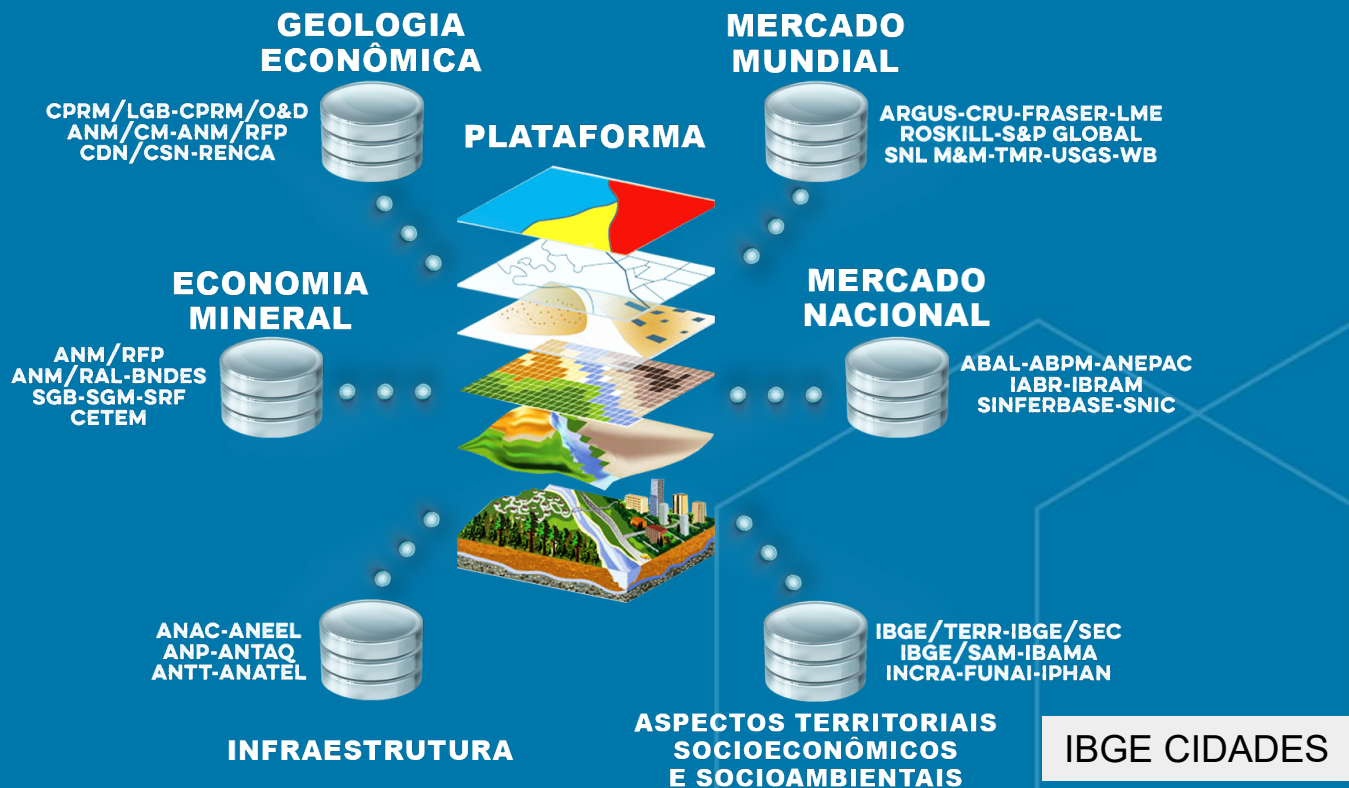 GEOLOGIA
ECONÔMICA
CPRM/LGB-CPRM/O&D
ANM/CM-ANM/RFP
CDN/CSN-RENCA
PLATAFORMA
MERCADO
MUNDIAL
ARGUS-CRU-FRASER-LME
ROSKILL-S&P GLOBAL
SNL M&M-TMR-USGS-WB
ECONOMIA
MINERAL
ANM/RFP
ANM/RAL-BNDES
SGB-SGM-SRF
CETEM
MERCADO
NACIONAL
ABAL-ABPM-ANEPAC
IABR-IBRAM
SINFERBASE-SNIC
ANAC-ANEEL
ANP-ANTAQ
ANTT-ANATEL
INFRAESTRUTURA
IBGE/TERR-IBGE/SEC
IBGE/SAM-IBAMA
INCRA-FUNAI-IPHAN
ASPECTOS TERRITORIAIS
SOCIOECONÔMICOS
E SOCIOAMBIENTAIS
IBGE CIDADES